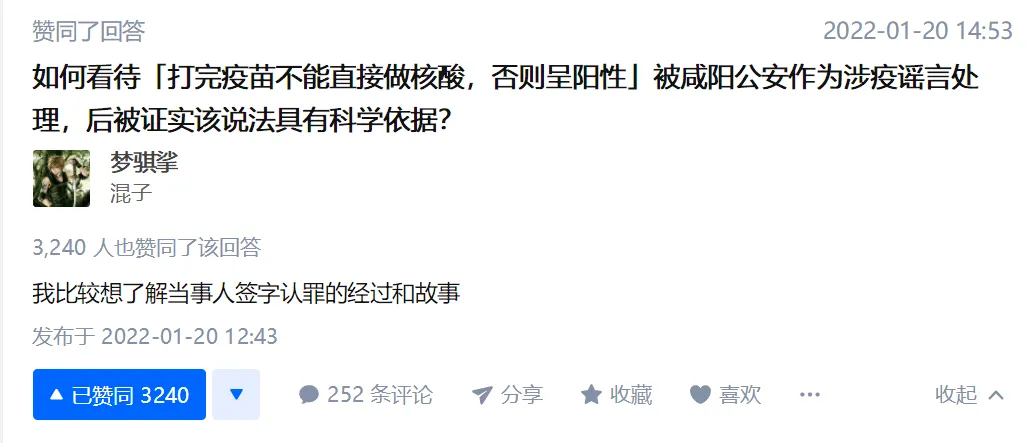 赞同了回答
2022-01-20 14:53
如何看待「打完疫苗不能直接做核酸，否则呈阳性」被咸阳公安作为涉疫谣言处
理，后被证实该说法具有科学依据？
梦骐挲
混子
3,240 人也赞同了该回答
我比较想了解当事人签字认罪的经过和故事
发布于 2022-01-20 12:43
已赞同 3240
252 条评论
分享
收藏
喜欢
收起